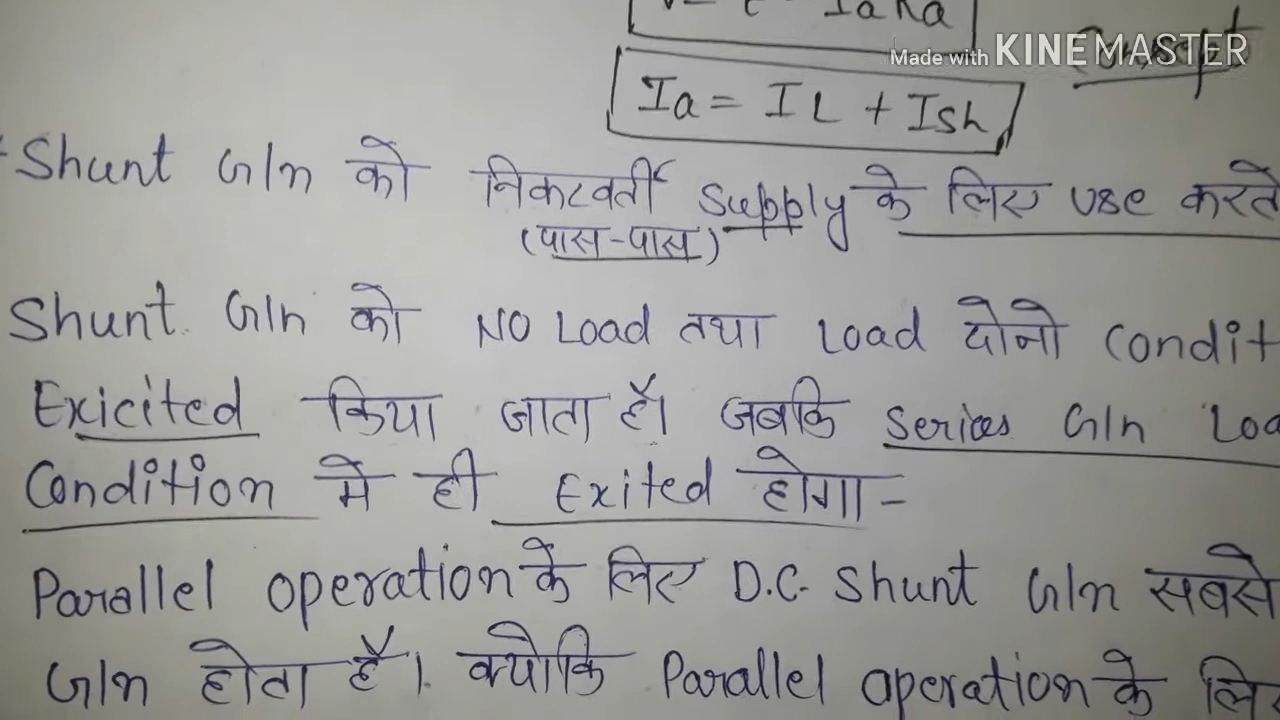 IaRa
Made with KINEMASTER
Ia = IL + Ish
Shunt G/n को निकटवर्ती Supply के लिए use करते
(पास-पास)
Shunt G/n को NO Load तथा Load दोनो Condit
Exicited किया जाता है। जबकि Series G/n Loa
Condition मे ही Exited होगा-
Parallel operation के लिए D.C. Shunt G/n सबसे
G/n होता है। क्योकि Parallel operation के लिए